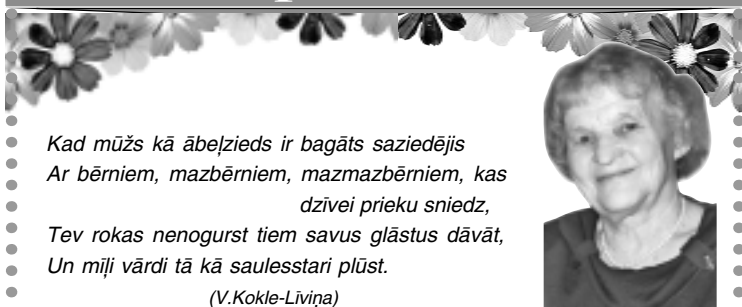 Kad mūžs kā ābeļzieds ir bagāts saziedējis
Ar bērniem, mazbērniem, mazmazbērniem, kas
dzīvei prieku sniedz,
Tev rokas nenogurst tiem savus glāstus dāvāt,
Un mīļi vārdi tā kā saulesstari plūst.
(V.Kokle-Līviņa)